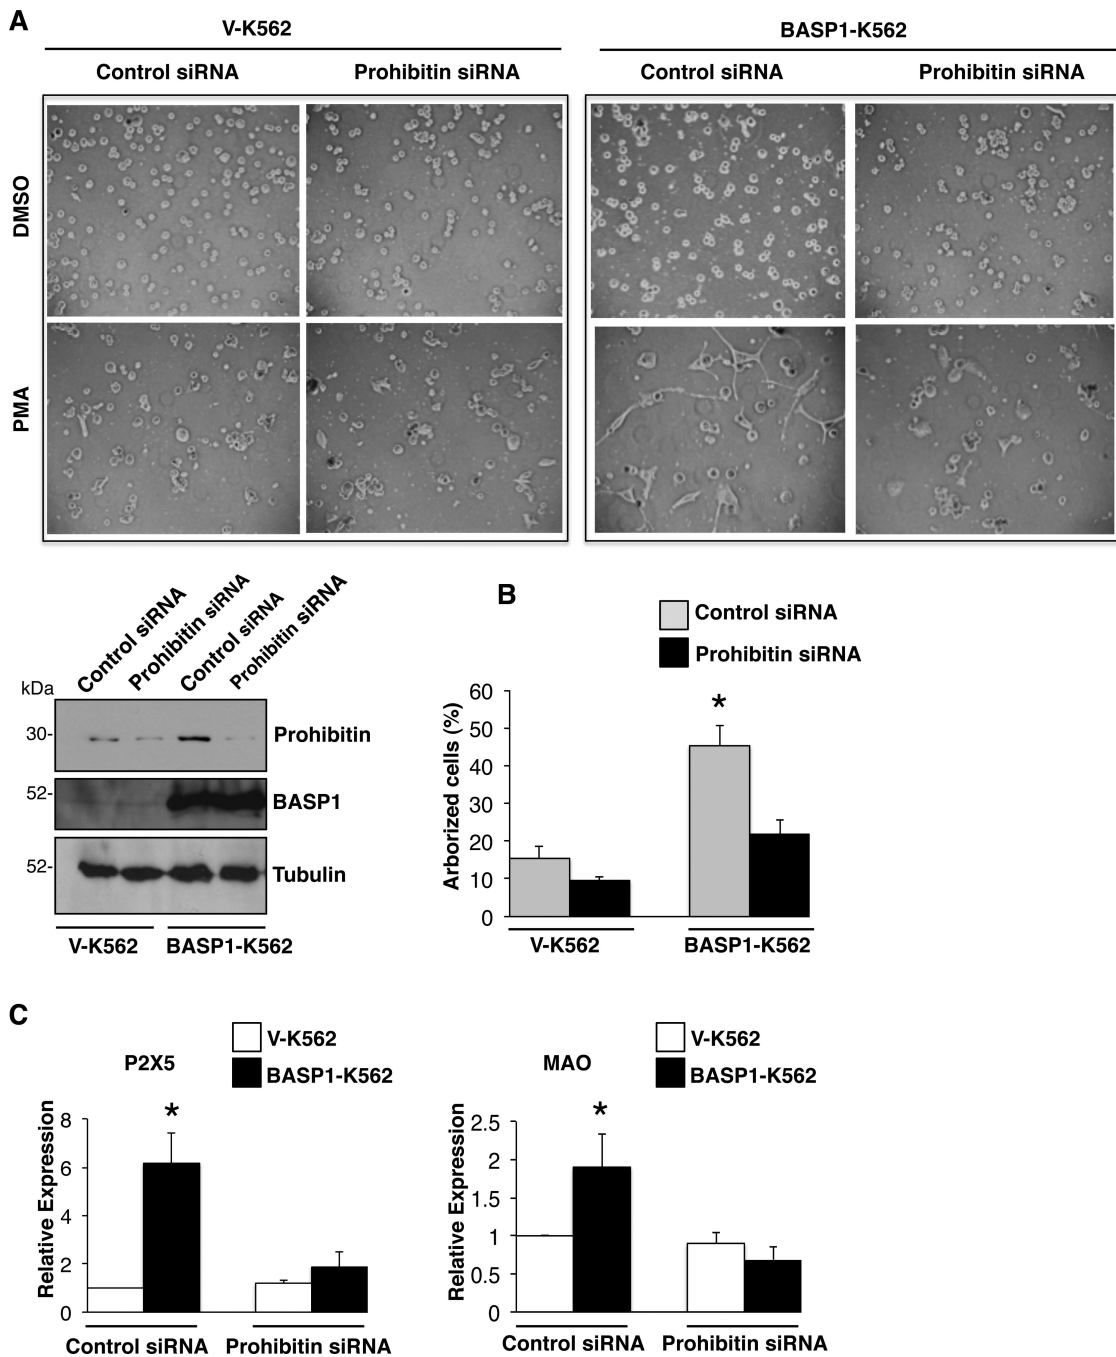 A
V-K562
BASP1-K562
Control siRNA
Prohibitin siRNA
Control siRNA
Prohibitin siRNA
DMSO
PMA
Control siRNA
Prohibitin siRNA
Control siRNA
Prohibitin siRNA
kDa
30-
Prohibitin
52-
BASP1
52-
Tubulin
V-K562
BASP1-K562
B
Control siRNA
Prohibitin siRNA
Arborized cells (%)
60
50
40
30
20
10
0
*
V-K562
BASP1-K562
C
P2X5
V-K562
BASP1-K562
Relative Expression
8
6
4
2
0
*
Control siRNA
Prohibitin siRNA
MAO
V-K562
BASP1-K562
Relative Expression
2.5
2
1.5
1
0.5
0
*
Control siRNA
Prohibitin siRNA